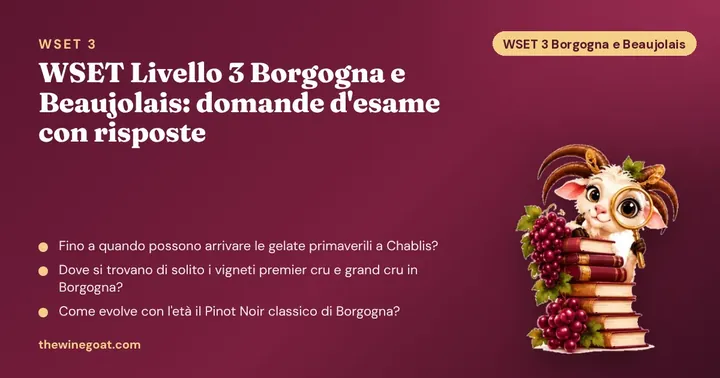 WSET 3
WSET 3 Borgogna e Beaujolais
WSET Livello 3 Borgogna e
Beaujolais: domande d'esame
con risposte
Fino a quando possono arrivare le gelate primaverili a Chablis?
Dove si trovano di solito i vigneti premier cru e grand cru in
Borgogna?
Come evolve con l'età il Pinot Noir classico di Borgogna?
thewinegoat.com